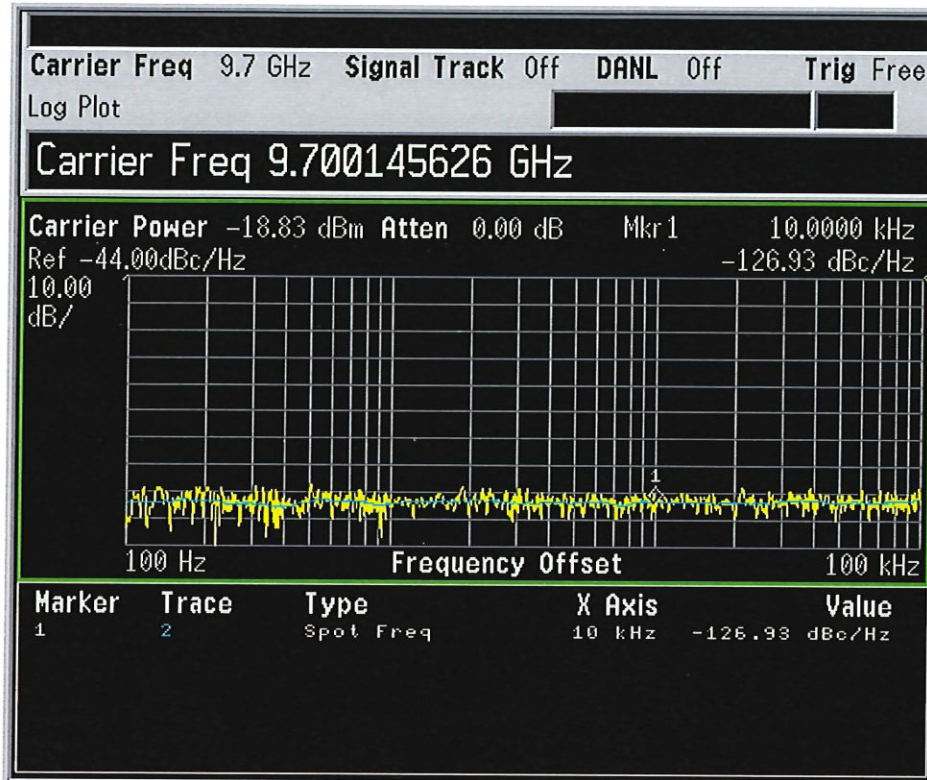 Carrier Freq 9.7 GHz Signal Track Off DANL Off Trig Free
Log Plot
Carrier Freq 9.700145626 GHz
Carrier Power -18.83 dBm Atten 0.00 dB Mkr1 10.0000 kHz
Ref -44.00dBc/Hz -126.93 dBc/Hz
10.00
dB/
1
100 Hz Frequency Offset 100 kHz
Marker Trace Type X Axis Value
1 2 Spot Freq 10 kHz -126.93 dBc/Hz